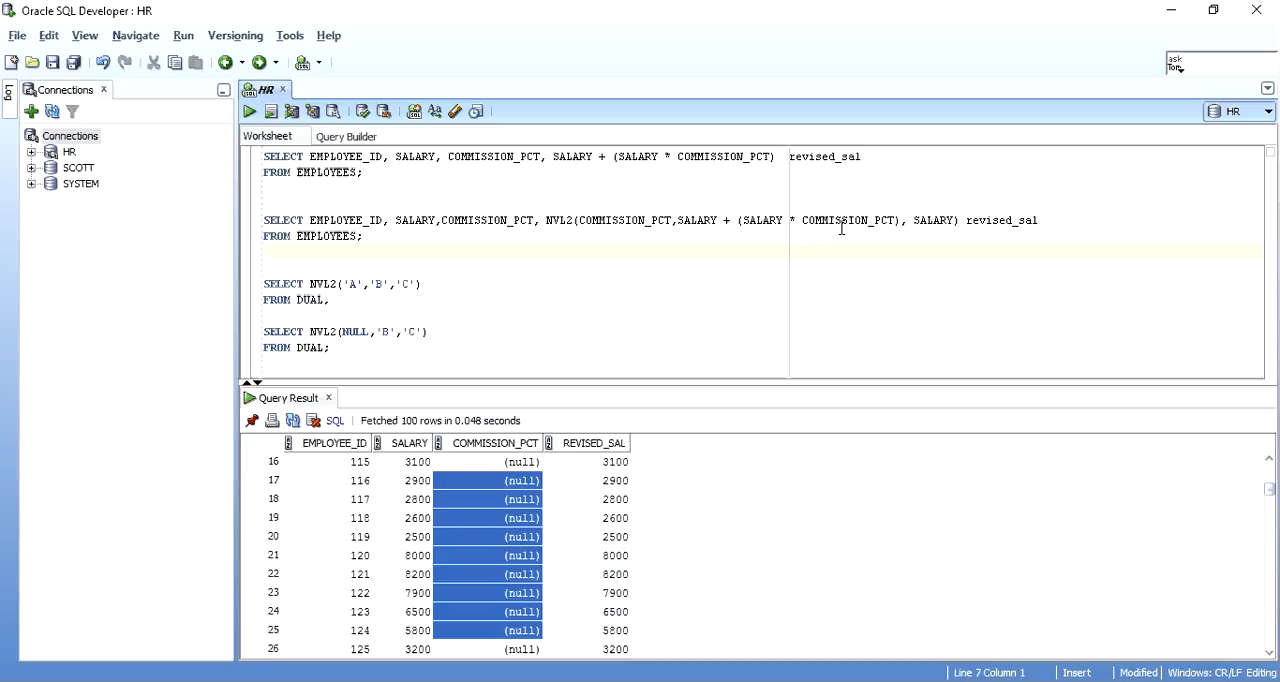 Oracle SQL Developer : HR
File Edit View Navigate Run Versioning Tools Help
ask
Tom
Log
Connections x
HR x
HR
Connections
HR
SCOTT
SYSTEM
Worksheet Query Builder
SELECT EMPLOYEE_ID, SALARY, COMMISSION_PCT, SALARY + (SALARY * COMMISSION_PCT) revised_sal
FROM EMPLOYEES;
SELECT EMPLOYEE_ID, SALARY,COMMISSION_PCT, NVL2(COMMISSION_PCT,SALARY + (SALARY * COMMISSION_PCT), SALARY) revised_sal
FROM EMPLOYEES;
SELECT NVL2('A','B','C')
FROM DUAL;
SELECT NVL2(NULL,'B','C')
FROM DUAL;
Query Result x
SQL | Fetched 100 rows in 0.048 seconds
EMPLOYEE_ID SALARY COMMISSION_PCT REVISED_SAL
16 115 3100 (null) 3100
17 116 2900 (null) 2900
18 117 2800 (null) 2800
19 118 2600 (null) 2600
20 119 2500 (null) 2500
21 120 8000 (null) 8000
22 121 8200 (null) 8200
23 122 7900 (null) 7900
24 123 6500 (null) 6500
25 124 5800 (null) 5800
26 125 3200 (null) 3200
Line 7 Column 1 | Insert | Modified | Windows: CR/LF Editing